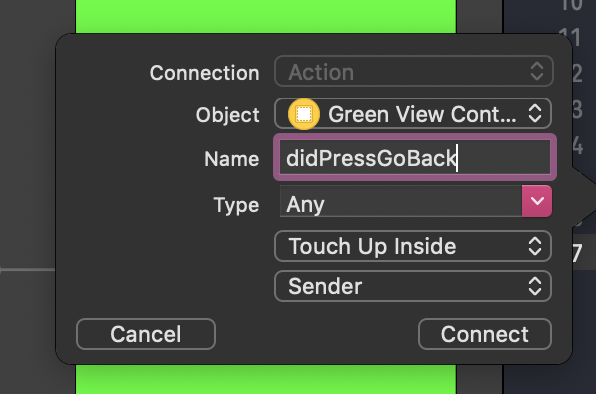 10
11
Connection Action
2
Object Green View Cont...
3
4
Name didPressGoBack
Type Any
Touch Up Inside
7
Sender
Cancel Connect